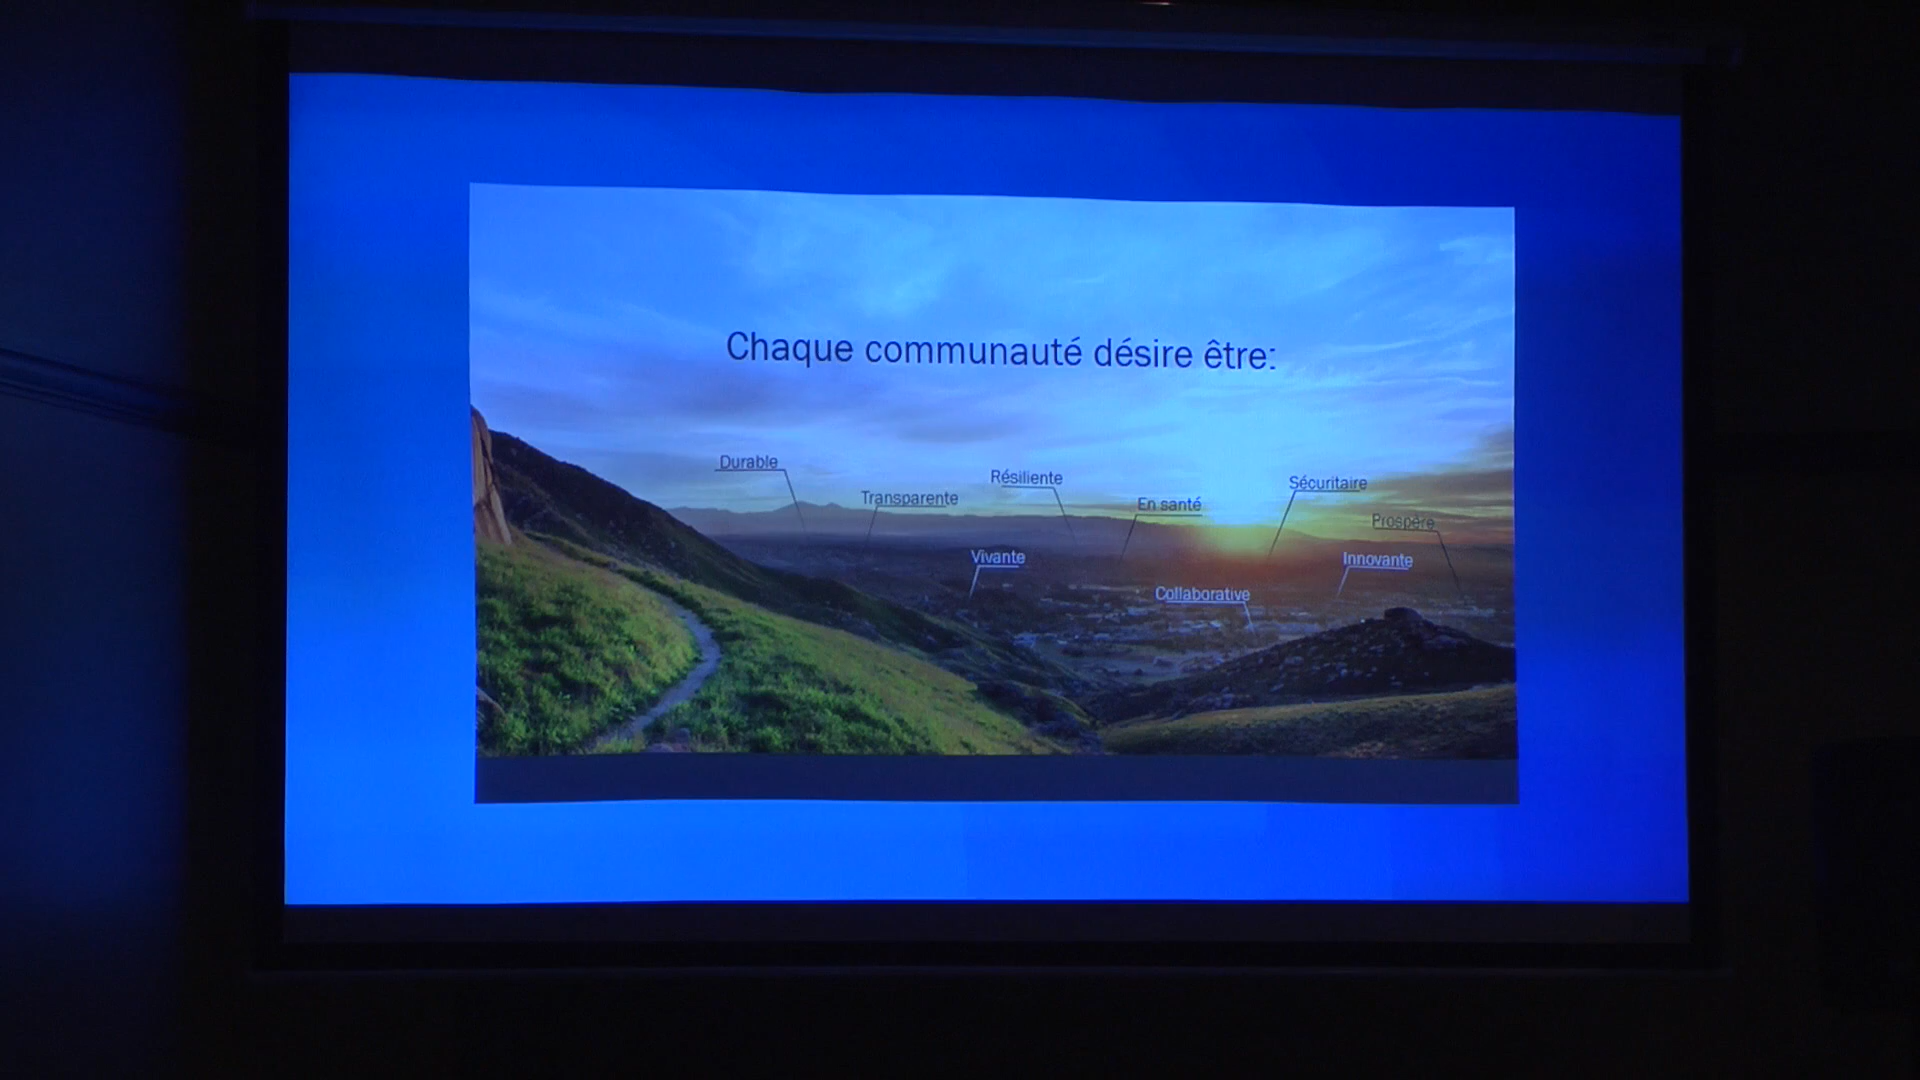 Chaque communauté désire être:
Durable
Transparente
Résiliente
En santé
Sécuritaire
Prospère
Vivante
Innovante
Collaborative